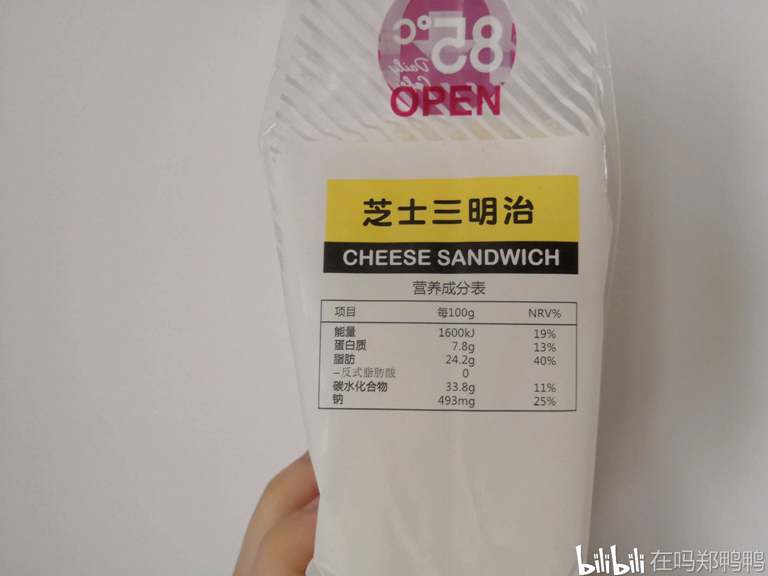 85°C
Daily
Cafe
OPEN
芝士三明治
CHEESE SANDWICH
营养成分表
项目 每100g NRV%
能量 1600kJ 19%
蛋白质 7.8g 13%
脂肪 24.2g 40%
–反式脂肪酸 0
碳水化合物 33.8g 11%
钠 493mg 25%
bilibili 在吗郑鸭鸭